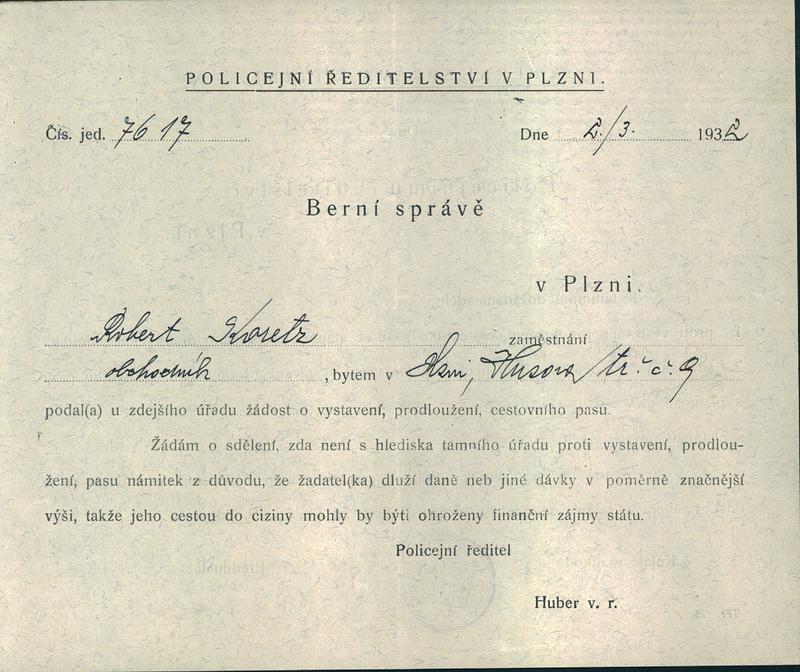 POLICEJNÍ ŘEDITELSTVÍ V PLZNI.
Čís. jed. 7617 Dne 2./3. 1932
Berní správě
v Plzni.
Robert Koretz zaměstnání
obchodník, bytem v Plzni, Husova tř. č. 9
podal(a) u zdejšího úřadu žádost o vystavení, prodloužení, cestovního pasu.
Žádám o sdělení, zda není s hlediska tamního úřadu proti vystavení, prodlou-
žení, pasu námitek z důvodu, že žadatel(ka) dluží daně neb jiné dávky v poměrně značnější
výši, takže jeho cestou do ciziny mohly by býti ohroženy finanční zájmy státu.
Policejní ředitel
Huber v. r.